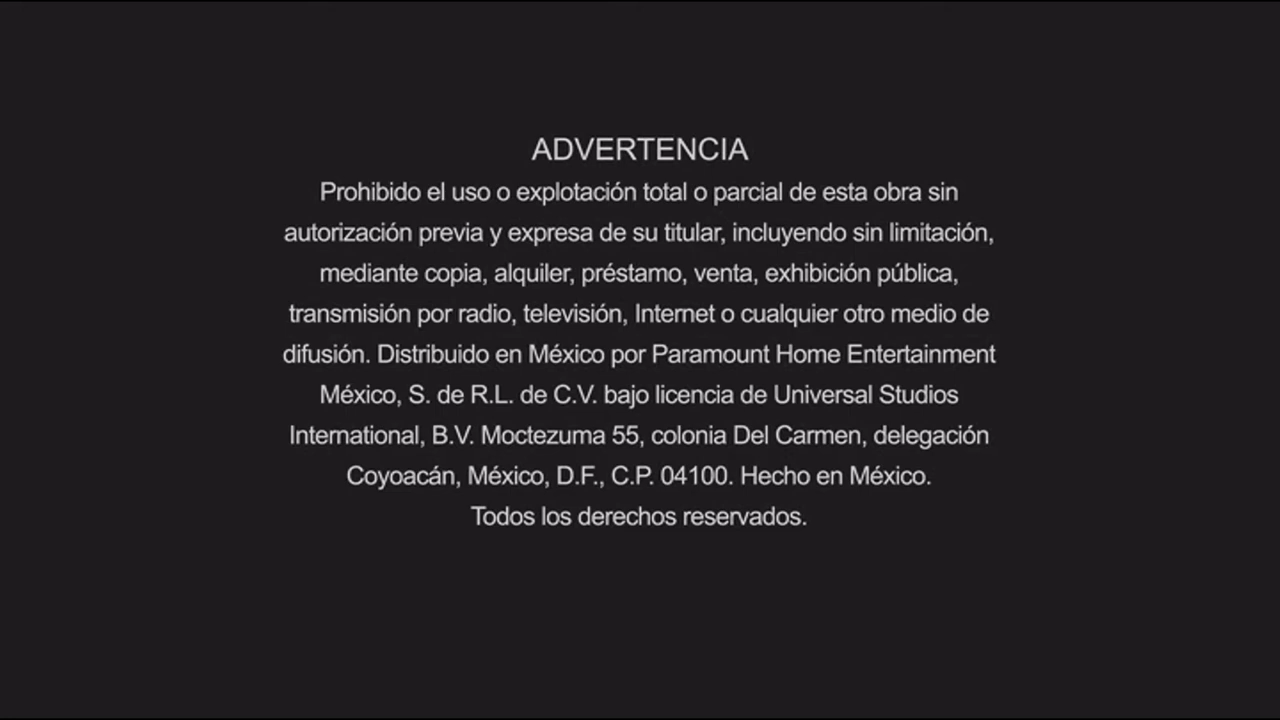 ADVERTENCIA
Prohibido el uso o explotación total o parcial de esta obra sin
autorización previa y expresa de su titular, incluyendo sin limitación,
mediante copia, alquiler, préstamo, venta, exhibición pública,
transmisión por radio, televisión, Internet o cualquier otro medio de
difusión. Distribuido en México por Paramount Home Entertainment
México, S. de R.L. de C.V. bajo licencia de Universal Studios
International, B.V. Moctezuma 55, colonia Del Carmen, delegación
Coyoacán, México, D.F., C.P. 04100. Hecho en México.
Todos los derechos reservados.